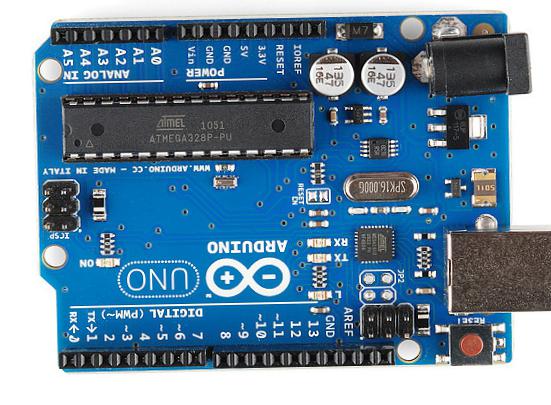 IOREF
RESET
3.3V
5V
GND
GND
Vin
POWER
A0
A1
A2
A3
A4
A5
ANALOG IN
M7
135
47
16E
135
47
16E
ATMEL 1051
ATMEGA328P-PU
WWW.ARDUINO.CC - MADE IN ITALY
RESET
EN
SPK16.000G
ICSP
ON
ARDUINO
UNO
RX
TX
L
JP2
AREF
GND
13
12
~11
~10
~9
8
7
~6
~5
4
~3
2
TX→1
RX←0
DIGITAL (PWM~)
RESET